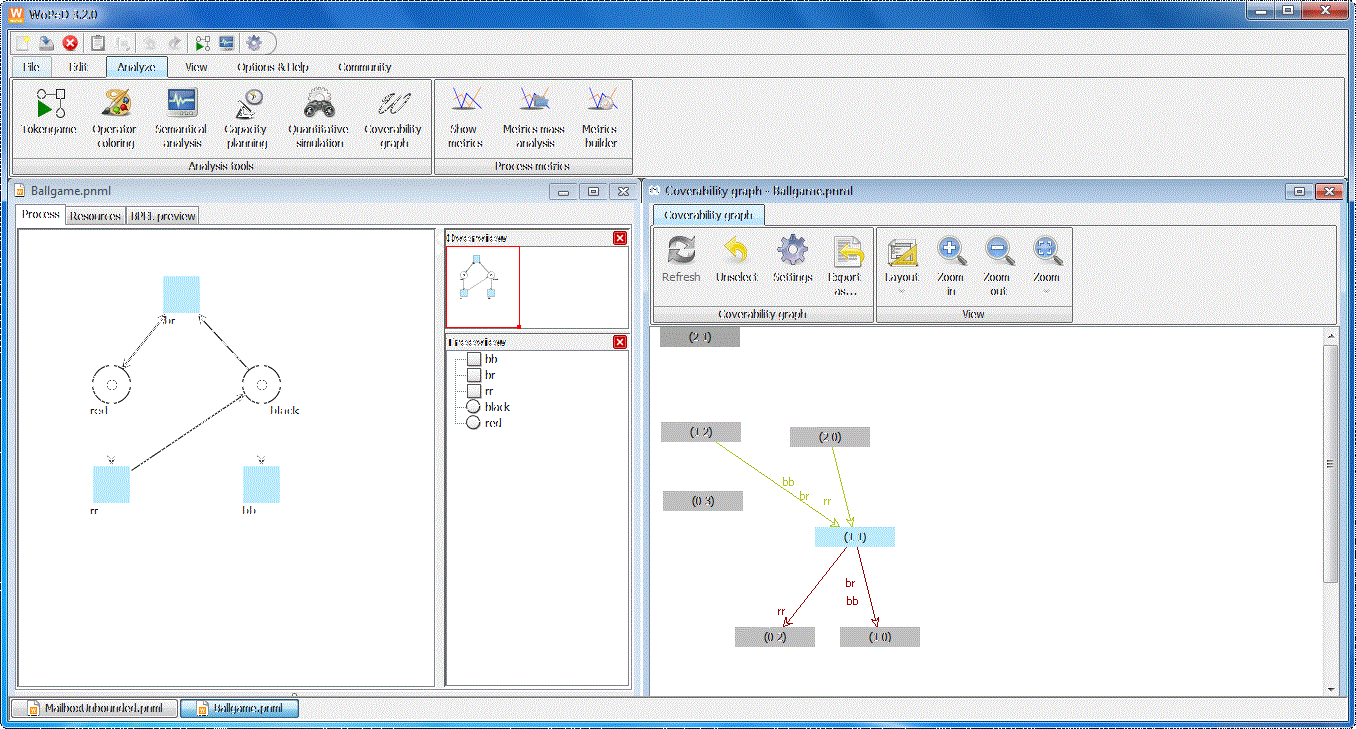 WoPeD 3.2.0
File Edit Analyze View Options & Help Community
Tokengame Operator coloring Semantical analysis Capacity planning Quantitative simulation Coverability graph Show metrics Metrics mass analysis Metrics builder
Analysis tools Process metrics
Ballgame.pnml
Process Resources BPEL preview
br
red
black
rr
bb
Overview
Treeview
bb
br
rr
black
red
Coverability graph - Ballgame.pnml
Coverability graph
Refresh Unselect Settings Export as... Layout Zoom in Zoom out Zoom
Coverability graph View
(2 1)
(1 2)
(2 0)
bb
br
rr
(0 3)
(1 1)
br
bb
rr
(0 2)
(1 0)
MailboxUnbounded.pnml Ballgame.pnml